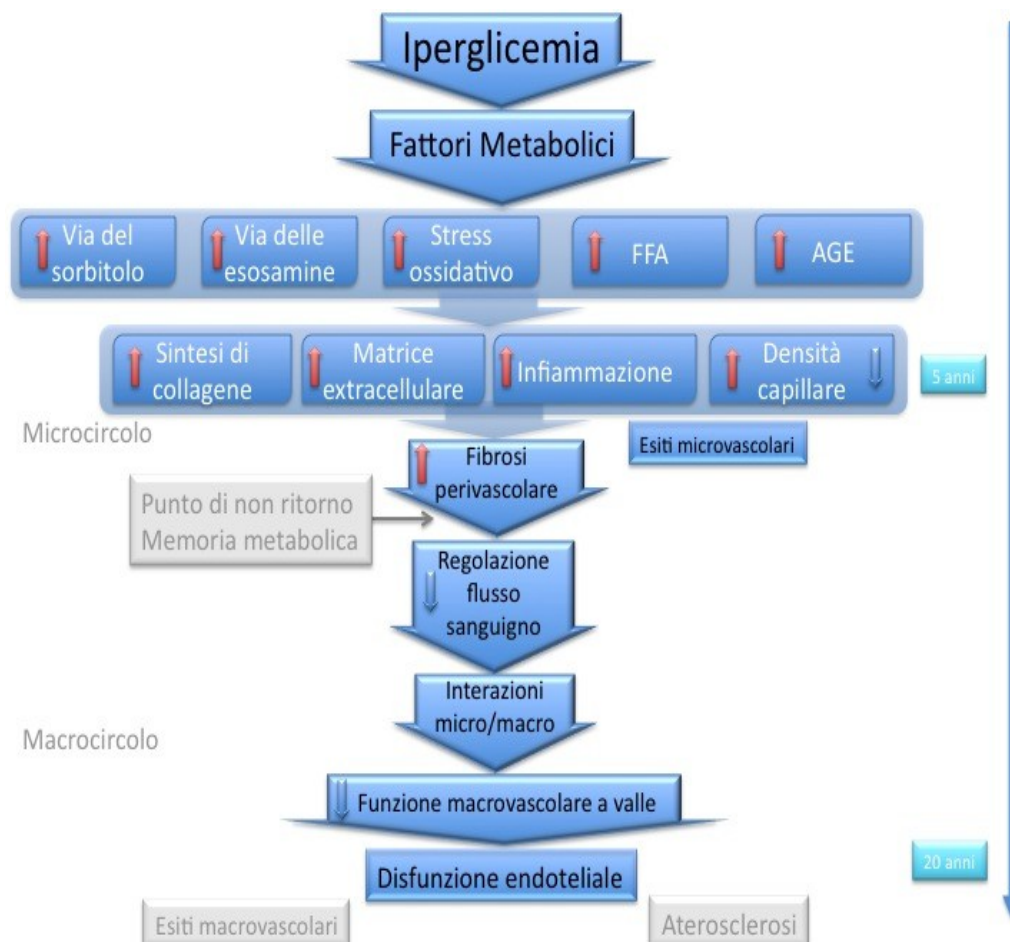 Iperglicemia
Fattori Metabolici
Via del
sorbitolo
Via delle
esosamine
Stress
ossidativo
FFA
AGE
Sintesi di
collagene
Matrice
extracellulare
Infiammazione
Densità
capillare
5 anni
Microcircolo
Esiti microvascolari
Fibrosi
perivascolare
Punto di non ritorno
Memoria metabolica
Regolazione
flusso
sanguigno
Interazioni
micro/macro
Macrocircolo
Funzione macrovascolare a valle
20 anni
Disfunzione endoteliale
Esiti macrovascolari
Aterosclerosi